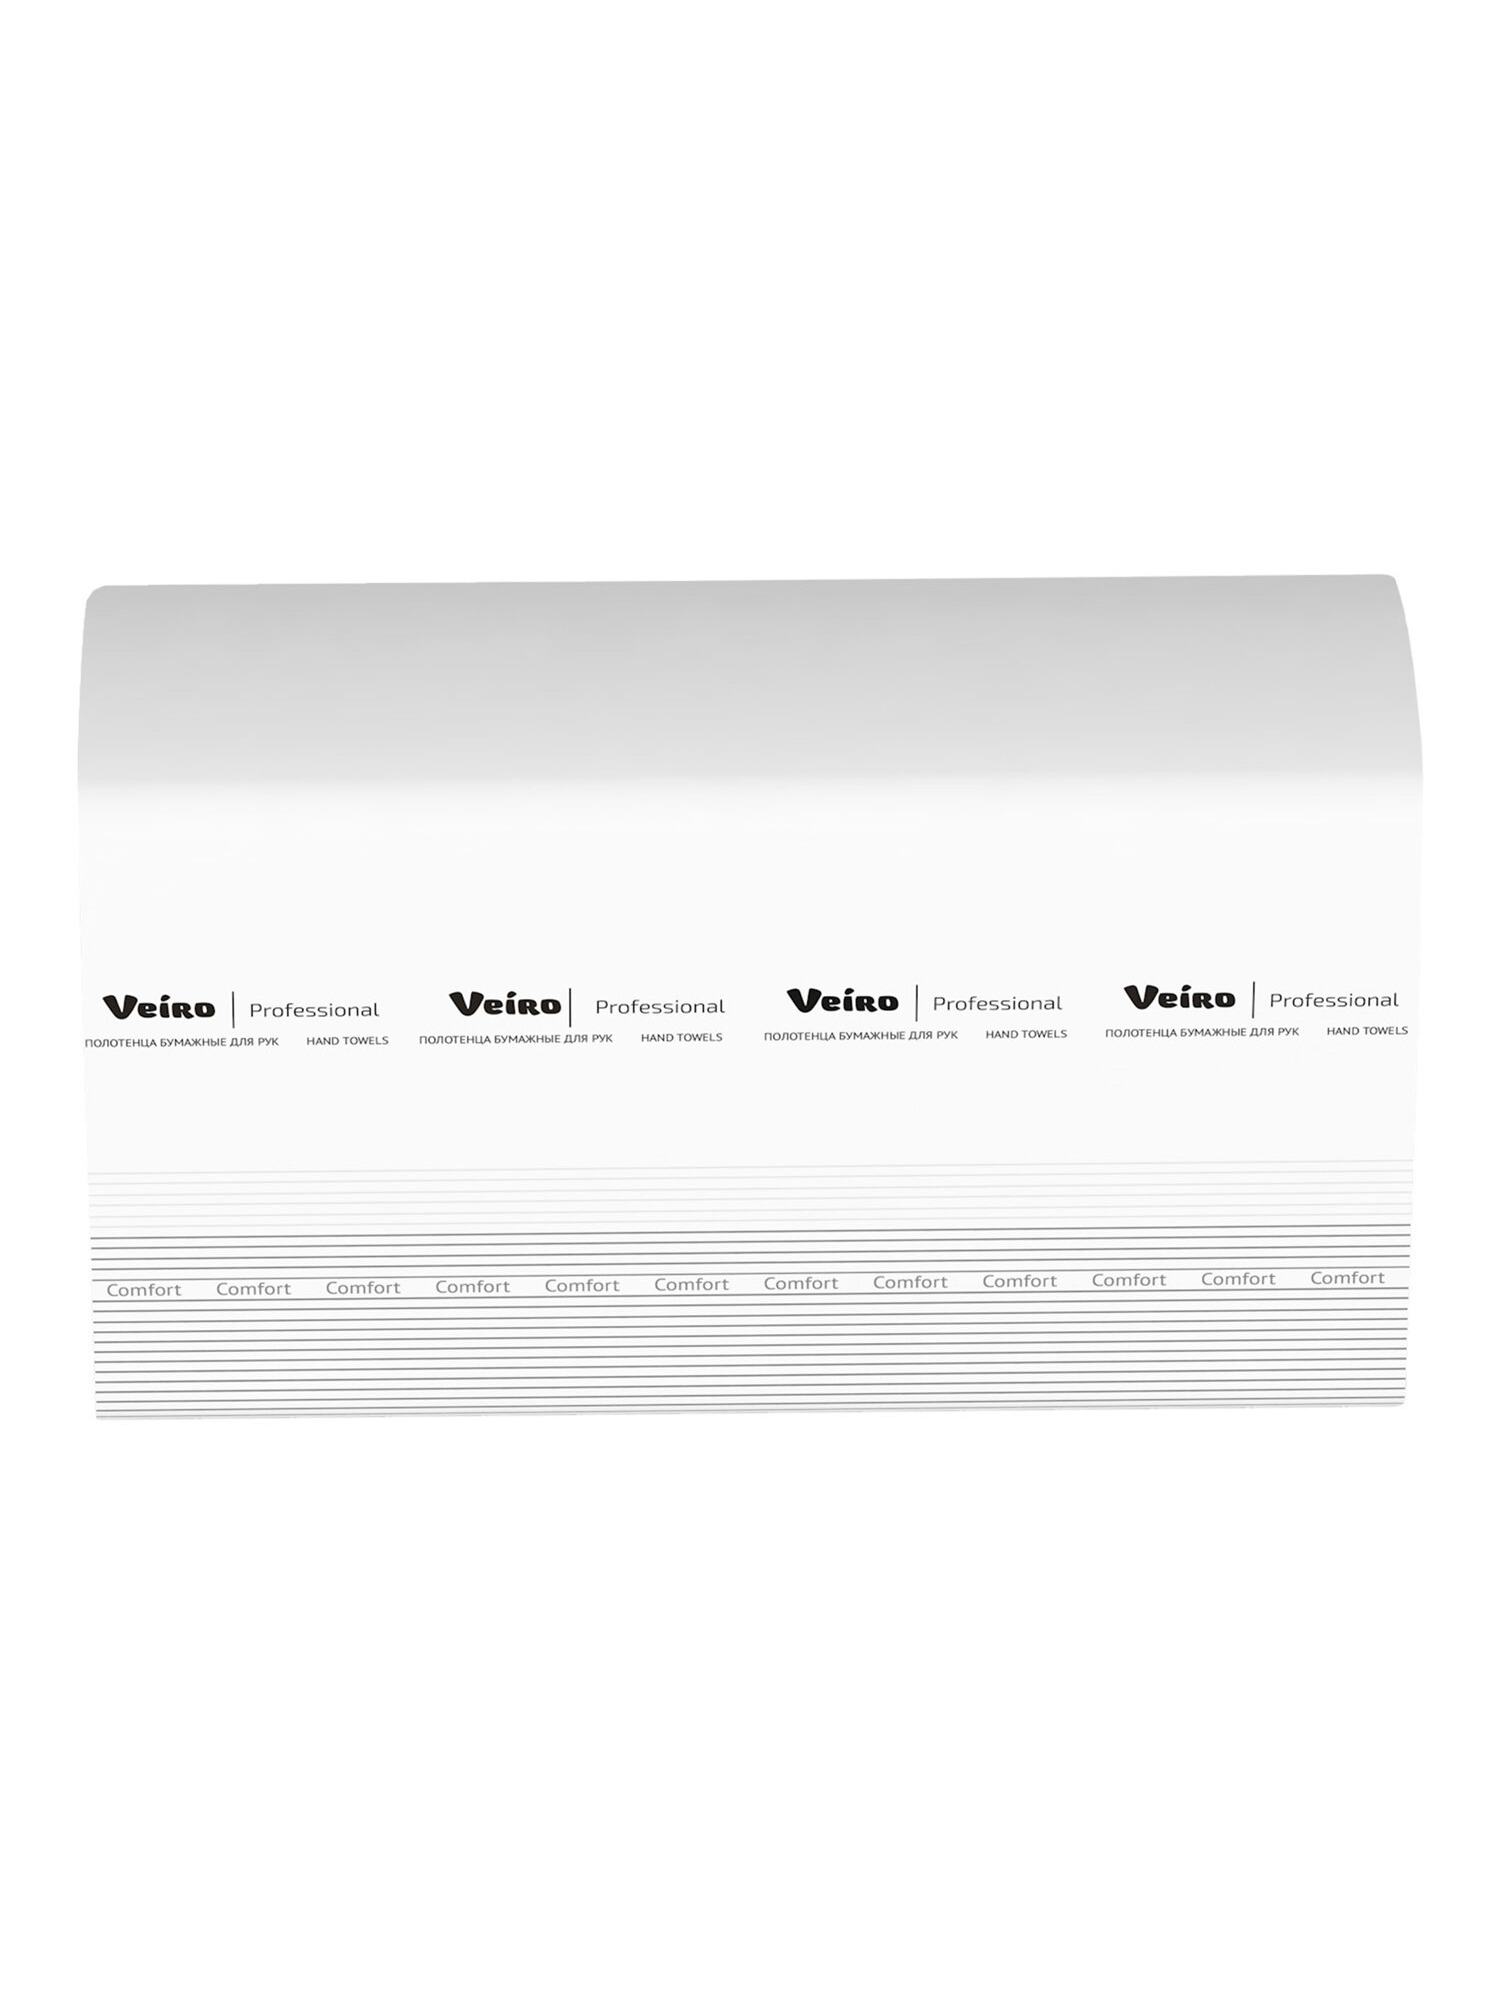 Veiro | Professional Veiro | Professional Veiro | Professional Veiro | Professional
ПОЛОТЕНЦА БУМАЖНЫЕ ДЛЯ РУК HAND TOWELS ПОЛОТЕНЦА БУМАЖНЫЕ ДЛЯ РУК HAND TOWELS ПОЛОТЕНЦА БУМАЖНЫЕ ДЛЯ РУК HAND TOWELS ПОЛОТЕНЦА БУМАЖНЫЕ ДЛЯ РУК HAND TOWELS
Comfort Comfort Comfort Comfort Comfort Comfort Comfort Comfort Comfort Comfort Comfort Comfort